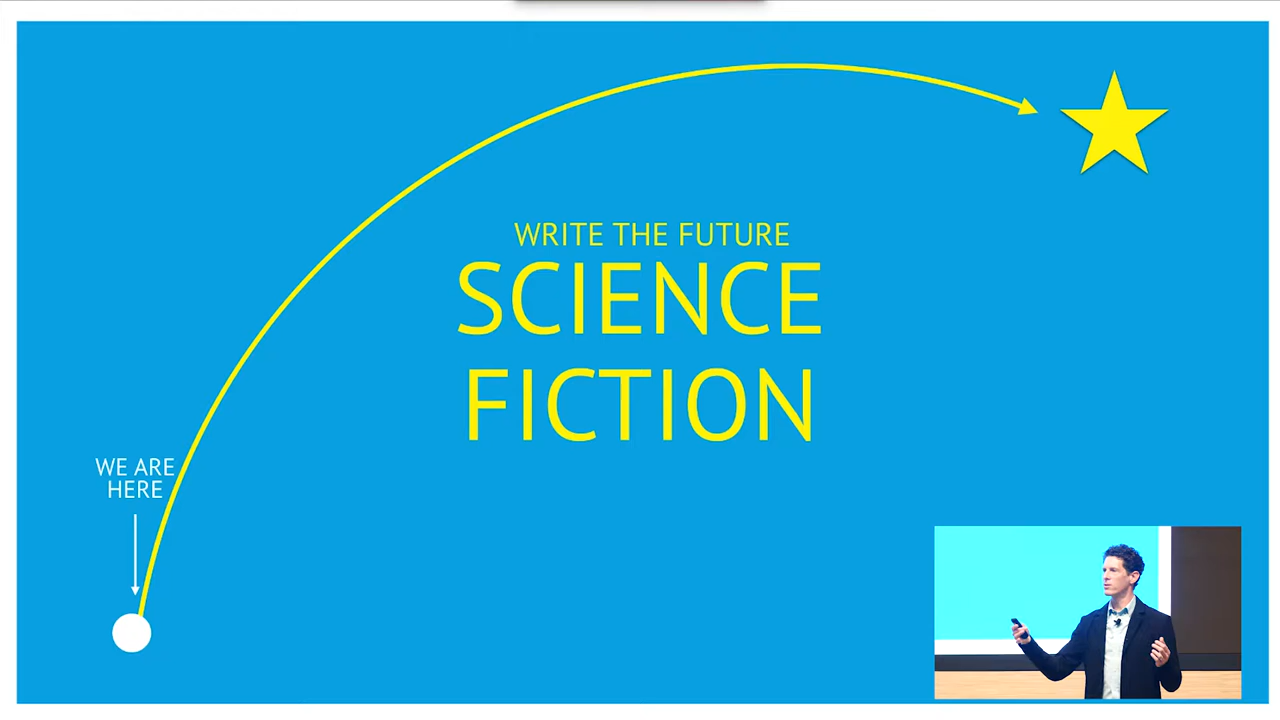 WRITE THE FUTURE
SCIENCE
FICTION
WE ARE
HERE